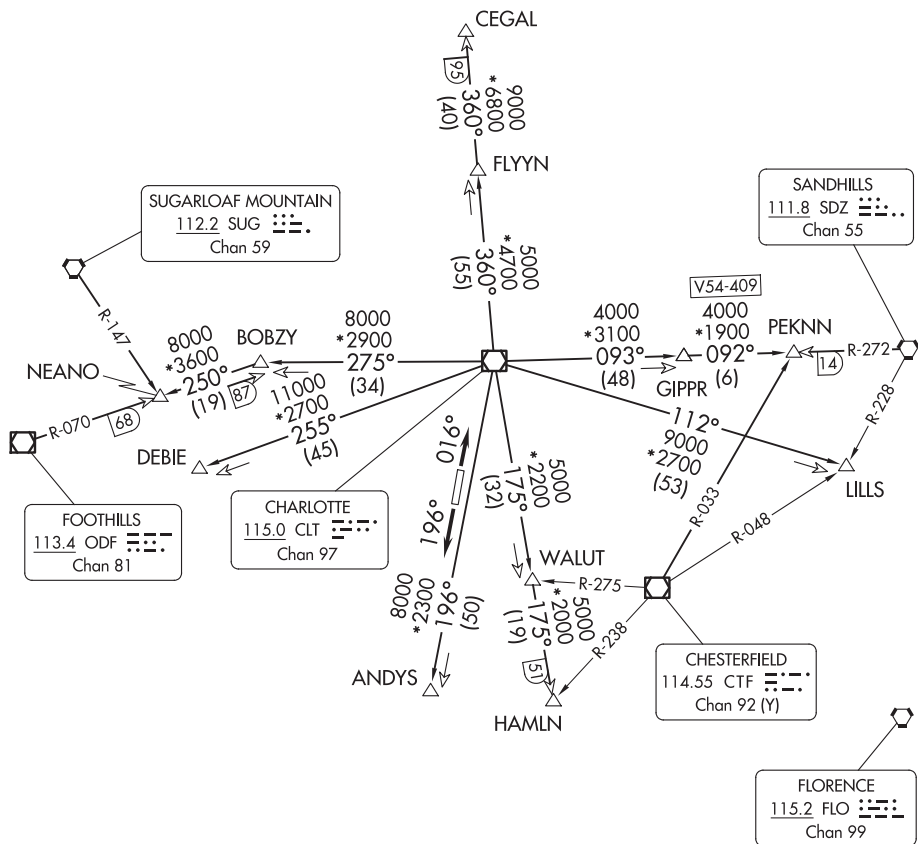 CEGAL
95
360°
(40)
9000
*6800
FLYYN
360°
(55)
5000
*4700
SUGARLOAF MOUNTAIN
112.2 SUG
Chan 59
SANDHILLS
111.8 SDZ
Chan 55
R-147
NEANO
8000
*3600
250°
(19)
BOBZY
87
8000
*2900
275°
(34)
4000
*3100
093°
(48)
GIPPR
V54-409
4000
*1900
092°
(6)
PEKNN
14
R-272
R-228
R-070
68
11000
*2700
255°
(45)
DEBIE
112°
9000
*2700
(53)
LILLS
FOOTHILLS
113.4 ODF
Chan 81
CHARLOTTE
115.0 CLT
Chan 97
016°
196°
8000
*2300
196°
(50)
ANDYS
5000
*2200
175°
(32)
WALUT
R-275
5000
*2000
175°
(19)
51
HAMLN
R-238
R-033
R-048
CHESTERFIELD
114.55 CTF
Chan 92 (Y)
FLORENCE
115.2 FLO
Chan 99